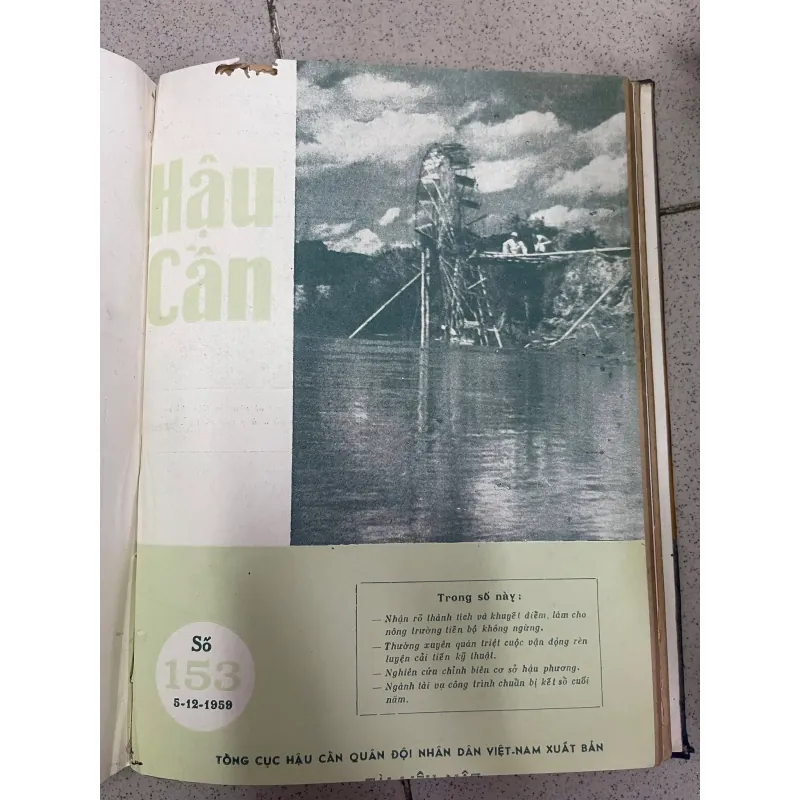 Hậu
Cần
Trong số này:
— Nhận rõ thành tích và khuyết điểm, làm cho
nông trường tiến bộ không ngừng.
— Thường xuyên quán triệt cuộc vận động rèn
luyện cải tiến kỹ thuật.
— Nghiên cứu chỉnh biên cơ sở hậu phương.
— Ngành tài vụ công trình chuẩn bị kết số cuối
năm.
Số
153
5-12-1959
TỔNG CỤC HẬU CẦN QUÂN ĐỘI NHÂN DÂN VIỆT-NAM XUẤT BẢN